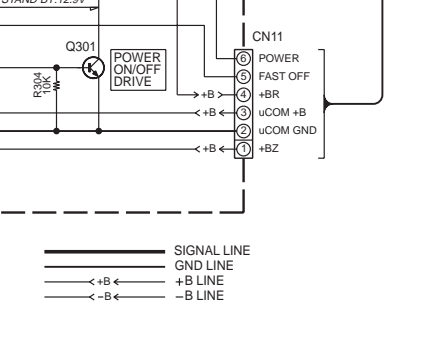 STAND BY:12.9V
CN11
Q301
POWER
ON/OFF
DRIVE
6 POWER
5 FAST OFF
R304
10K
+B 4 +BR
+B 3 uCOM +B
2 uCOM GND
+B 1 +BZ
SIGNAL LINE
GND LINE
+B +B LINE
−B −B LINE